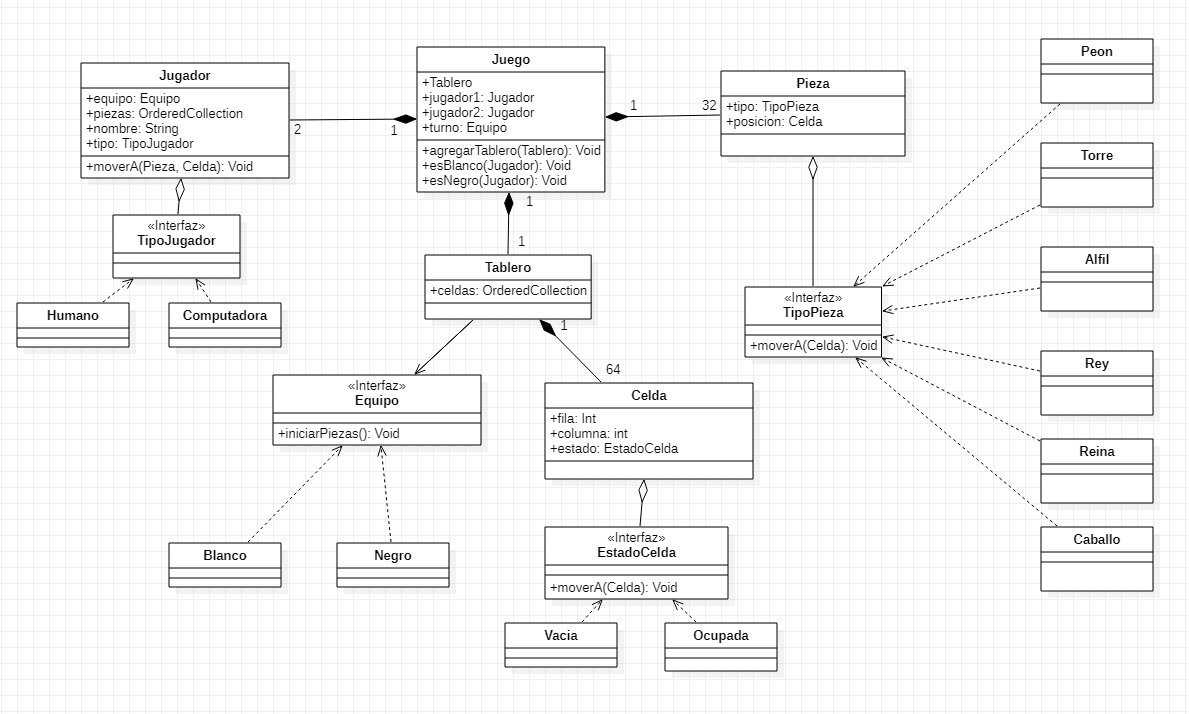 Jugador
+equipo: Equipo
+piezas: OrderedCollection
+nombre: String
+tipo: TipoJugador
+moverA(Pieza, Celda): Void
2
1
Juego
+Tablero
+jugador1: Jugador
+jugador2: Jugador
+turno: Equipo
+agregarTablero(Tablero): Void
+esBlanco(Jugador): Void
+esNegro(Jugador): Void
1
32
Pieza
+tipo: TipoPieza
+posicion: Celda
Peon
Torre
Alfil
Rey
Reina
Caballo
«Interfaz»
TipoJugador
Humano
Computadora
1
1
Tablero
+celdas: OrderedCollection
1
64
«Interfaz»
TipoPieza
+moverA(Celda): Void
«Interfaz»
Equipo
+iniciarPiezas(): Void
Blanco
Negro
Celda
+fila: Int
+columna: int
+estado: EstadoCelda
«Interfaz»
EstadoCelda
+moverA(Celda): Void
Vacia
Ocupada